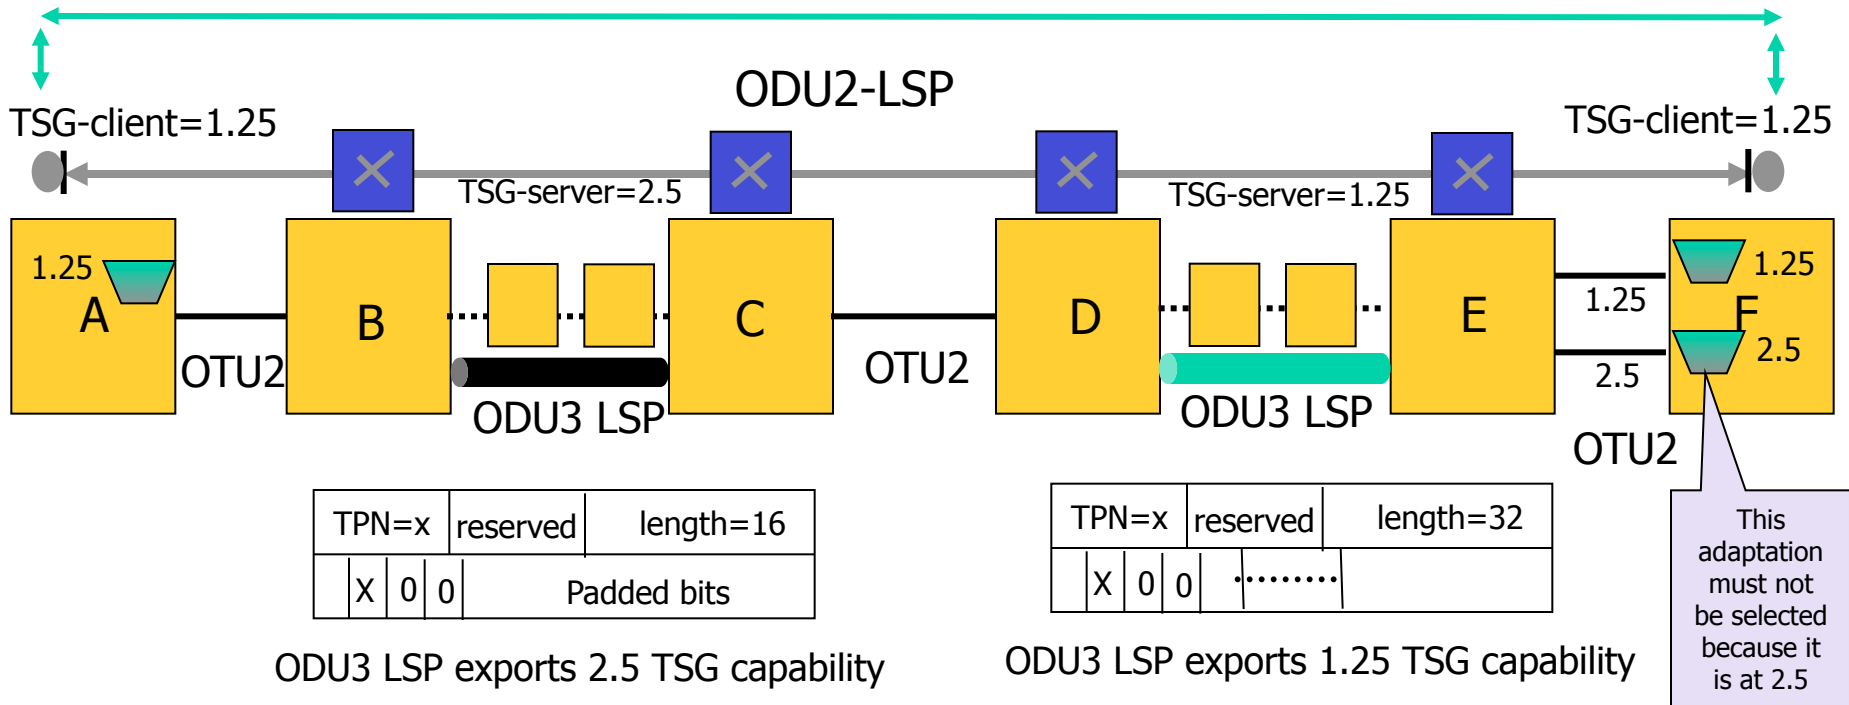 ODU2-LSP
TSG-client=1.25
TSG-client=1.25
TSG-server=2.5
TSG-server=1.25
1.25
A
B
C
D
E
F
1.25
2.5
1.25
2.5
OTU2
OTU2
OTU2
ODU3 LSP
ODU3 LSP
TPN=x reserved length=16
X 0 0 Padded bits
ODU3 LSP exports 2.5 TSG capability
TPN=x reserved length=32
X 0 0 .........
ODU3 LSP exports 1.25 TSG capability
This
adaptation
must not
be selected
because it
is at 2.5